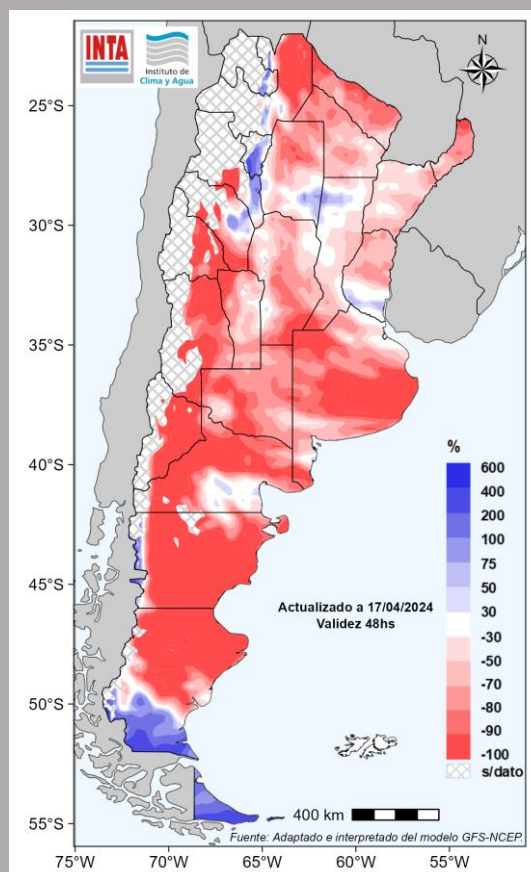 INTA
Instituto de
Clima y Agua
N
25°S
30°S
35°S
40°S
45°S
50°S
55°S
75°W
70°W
65°W
60°W
55°W
%
600
400
200
100
75
50
30
-30
-50
-70
-80
-90
-100
s/dato
Actualizado a 17/04/2024
Validez 48hs
400 km
Fuente: Adaptado e interpretado del modelo GFS-NCEP.